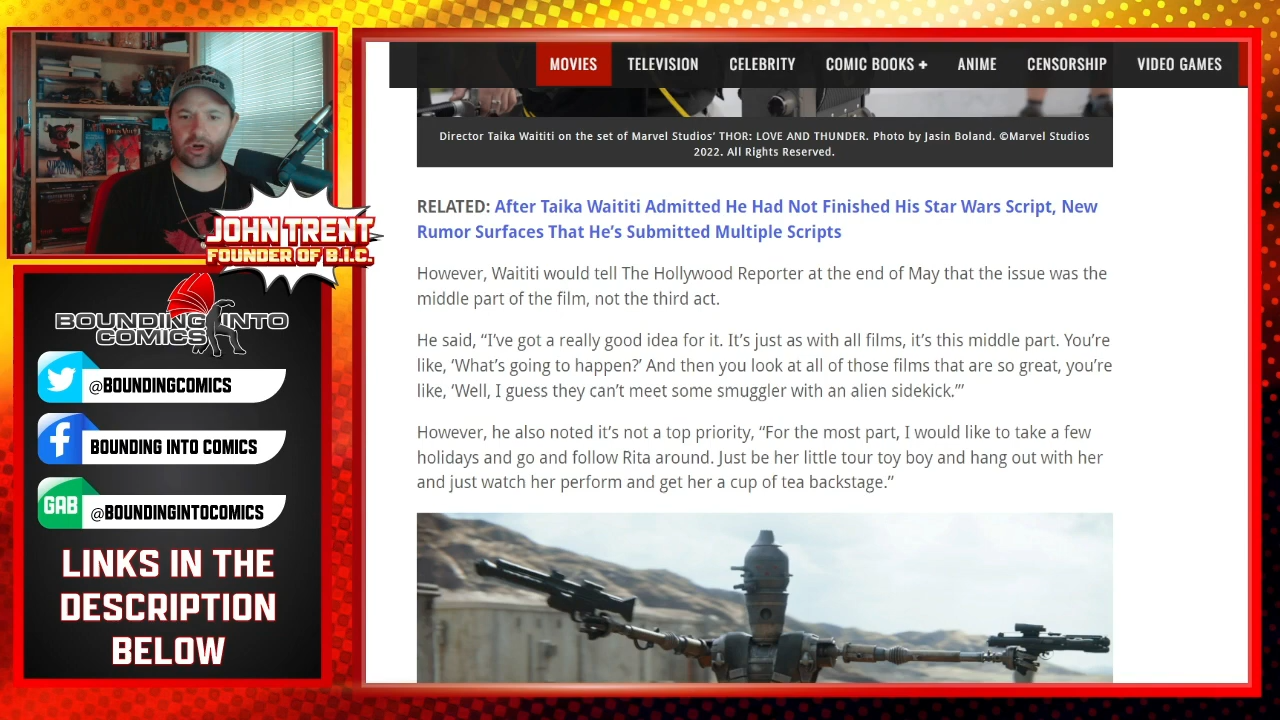 CHAMPS
JOHN TRENT
FOUNDER OF B.I.C.
BOUNDING INTO
COMICS
@BOUNDINGCOMICS
BOUNDING INTO COMICS
GAB
@BOUNDINGINTOCOMICS
LINKS IN THE
DESCRIPTION
BELOW
MOVIES TELEVISION CELEBRITY COMIC BOOKS + ANIME CENSORSHIP VIDEO GAMES
Director Taika Waititi on the set of Marvel Studios' THOR: LOVE AND THUNDER. Photo by Jasin Boland. ©Marvel Studios
2022. All Rights Reserved.
RELATED: After Taika Waititi Admitted He Had Not Finished His Star Wars Script, New
Rumor Surfaces That He’s Submitted Multiple Scripts
However, Waititi would tell The Hollywood Reporter at the end of May that the issue was the
middle part of the film, not the third act.
He said, “I’ve got a really good idea for it. It’s just as with all films, it’s this middle part. You’re
like, ‘What’s going to happen?’ And then you look at all of those films that are so great, you’re
like, ‘Well, I guess they can’t meet some smuggler with an alien sidekick.’”
However, he also noted it’s not a top priority, “For the most part, I would like to take a few
holidays and go and follow Rita around. Just be her little tour toy boy and hang out with her
and just watch her perform and get her a cup of tea backstage.”